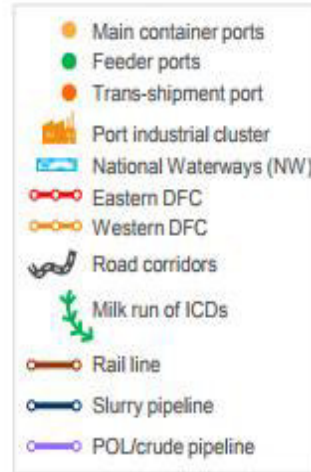 Main container ports
Feeder ports
Trans-shipment port
Port industrial cluster
National Waterways (NW)
Eastern DFC
Western DFC
Road corridors
Milk run of ICDs
Rail line
Slurry pipeline
POL/crude pipeline